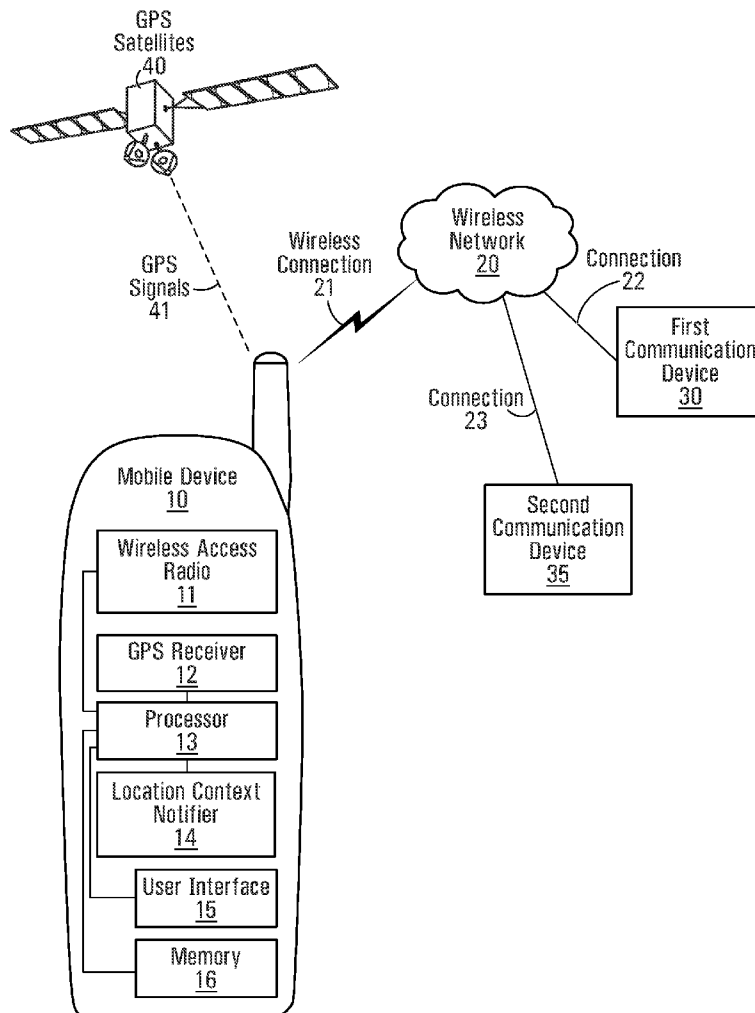 GPS
Satellites
40
GPS
Signals
41
Wireless
Connection
21
Wireless
Network
20
Connection
22
First
Communication
Device
30
Connection
23
Second
Communication
Device
35
Mobile Device
10
Wireless Access
Radio
11
GPS Receiver
12
Processor
13
Location Context
Notifier
14
User Interface
15
Memory
16